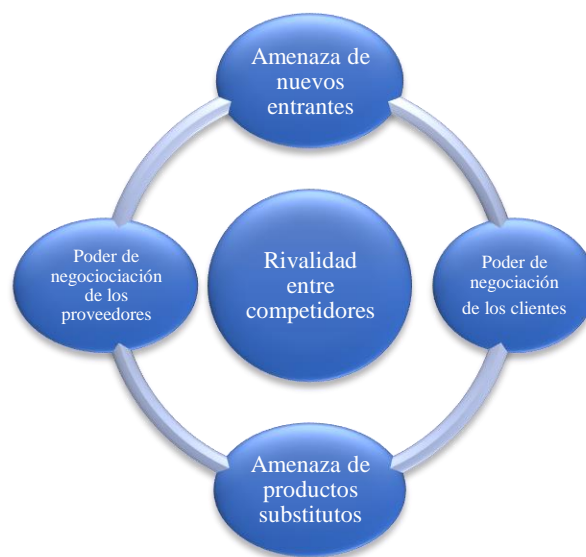 Amenaza de
nuevos
entrantes
Poder de
negociociación
de los
proveedores
Rivalidad
entre
competidores
Poder de
negociación
de los clientes
Amenaza de
productos
substitutos